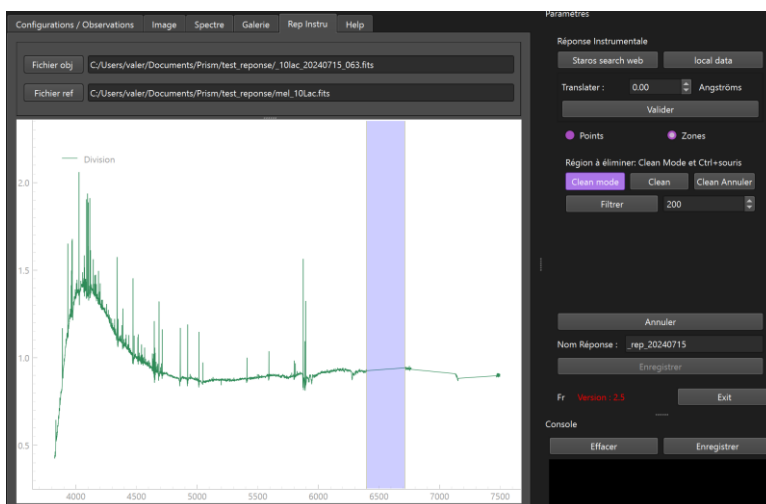 Paramètres
Configurations / Observations Image Spectre Galerie Rep Instru Help
Réponse Instrumentale
Fichier obj C:/Users/valer/Documents/Prism/test_reponse/_10lac_20240715_063.fits
Staros search web local data
Fichier ref C:/Users/valer/Documents/Prism/test_reponse/mel_10Lac.fits
Translater : 0.00 Angströms
Valider
Points Zones
Division
Région à éliminer: Clean Mode et Ctrl+souris
Clean mode Clean Clean Annuler
2.0
Filtrer 200
1.5
Annuler
Nom Réponse : _rep_20240715
1.0
Enregistrer
Fr Version : 2.5 Exit
Console
0.5
Effacer Enregistrer
4000 4500 5000 5500 6000 6500 7000 7500